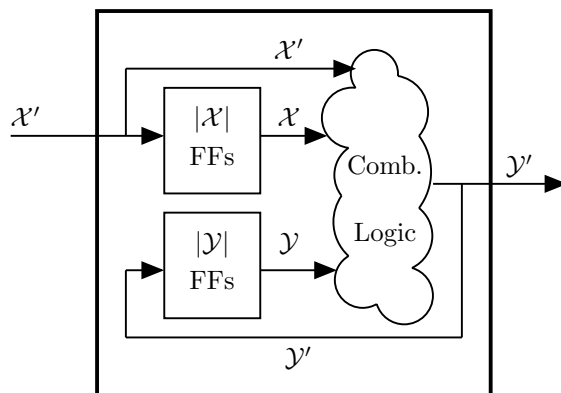 𝒳′
𝒳′
|𝒳|
FFs
𝒳
Comb.
Logic
𝒴′
|𝒴|
FFs
𝒴
𝒴′